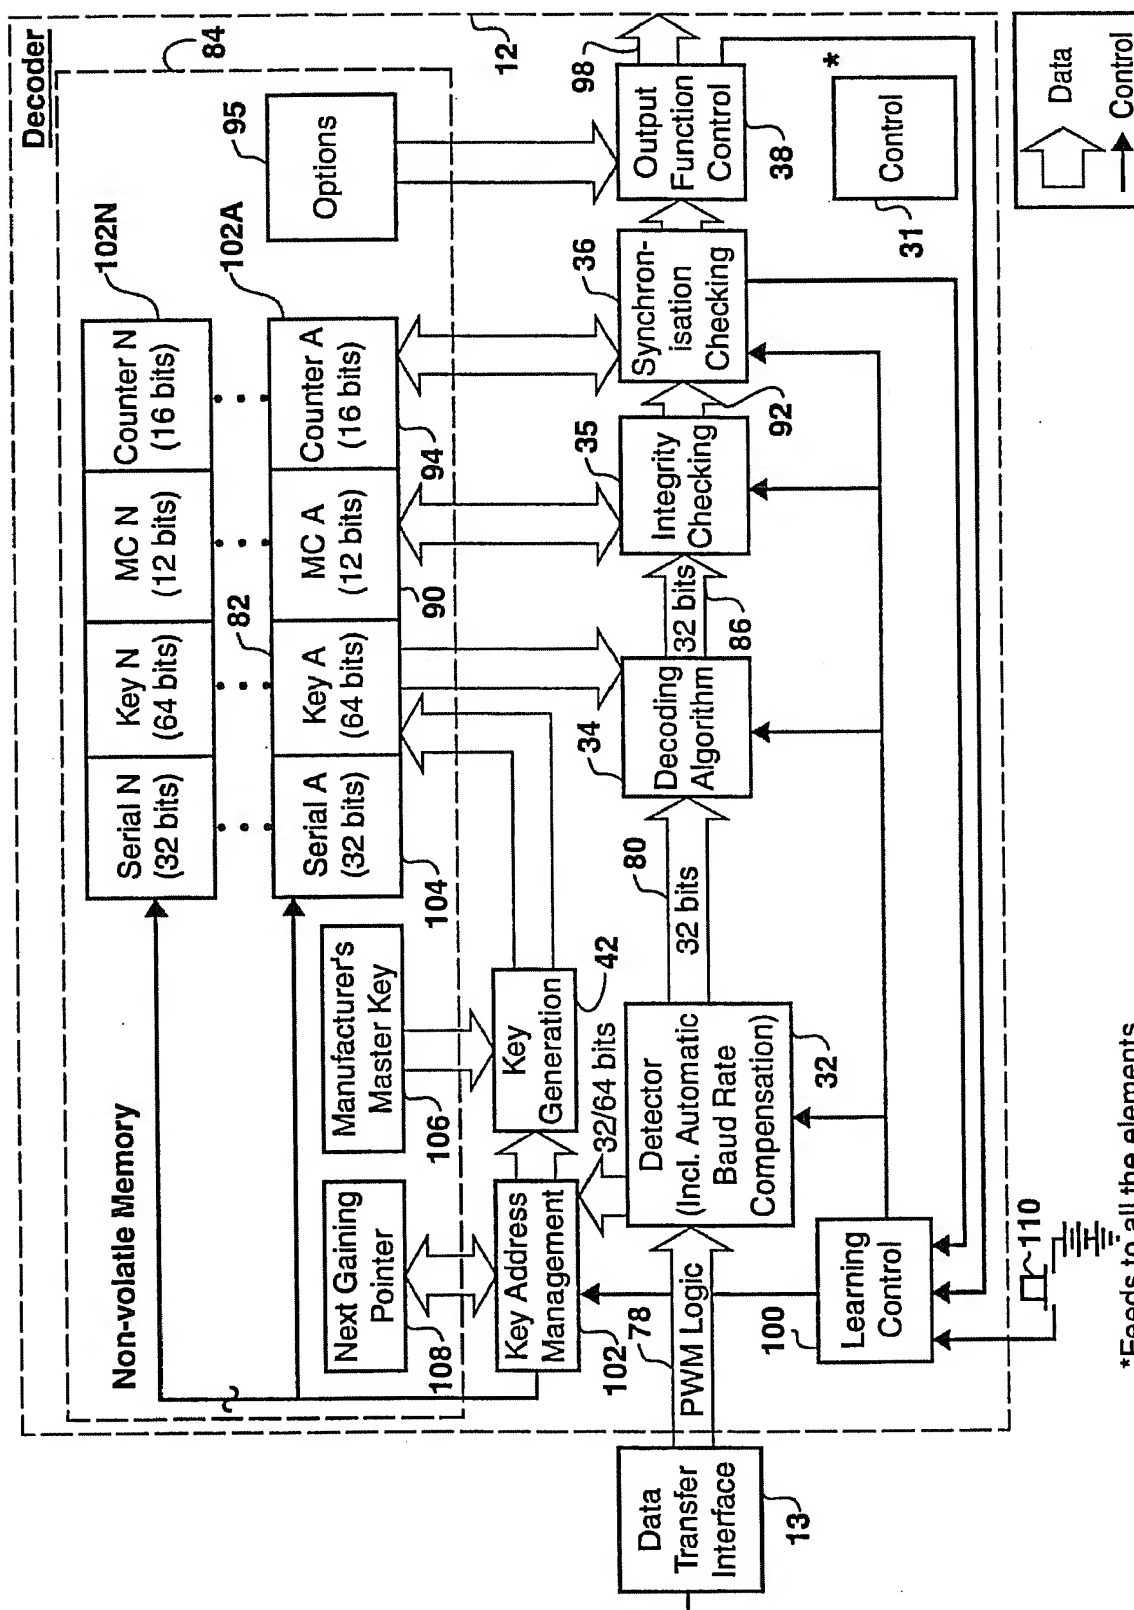 Decoder
84
12
Non-volatie Memory
Serial N
(32 bits)
Key N
(64 bits)
MC N
(12 bits)
Counter N
(16 bits)
102N
82
Serial A
(32 bits)
Key A
(64 bits)
MC A
(12 bits)
Counter A
(16 bits)
102A
104
90
94
Options
95
Next Gaining
Pointer
108
Manufacturer's
Master Key
106
Key Address
Management
102
Key
Generation
42
32/64 bits
Data
Transfer
Interface
13
78
PWM Logic
Detector
(Incl. Automatic
Baud Rate
Compensation)
32
80
32 bits
34
Decoding
Algorithm
32 bits
86
35
Integrity
Checking
92
36
Synchron-
isation
Checking
Output
Function
Control
38
98
100
Learning
Control
110
Control
31
*
Data
Control
*Feeds to all the elements